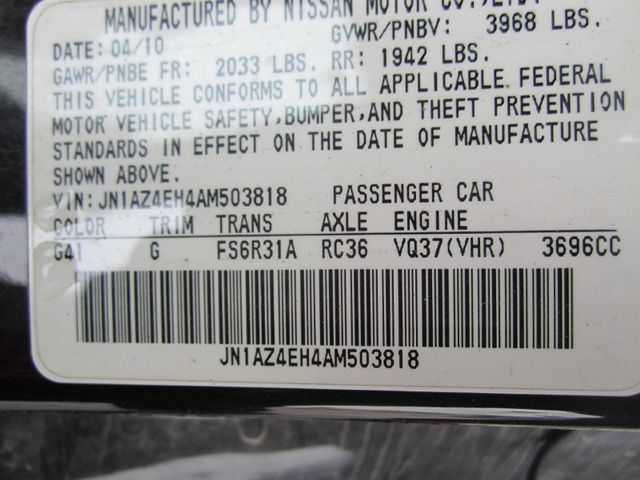 MANUFACTURED BY NISSAN MOTOR CO.,LTD.
GVWR/PNBV: 3968 LBS.
DATE: 04/10
GAWR/PNBE FR: 2033 LBS. RR: 1942 LBS.
THIS VEHICLE CONFORMS TO ALL APPLICABLE FEDERAL
MOTOR VEHICLE SAFETY,BUMPER,AND THEFT PREVENTION
STANDARDS IN EFFECT ON THE DATE OF MANUFACTURE
SHOWN ABOVE.
VIN: JN1AZ4EH4AM503818 PASSENGER CAR
COLOR TRIM TRANS AXLE ENGINE
G41 G FS6R31A RC36 VQ37(VHR) 3696CC
JN1AZ4EH4AM503818